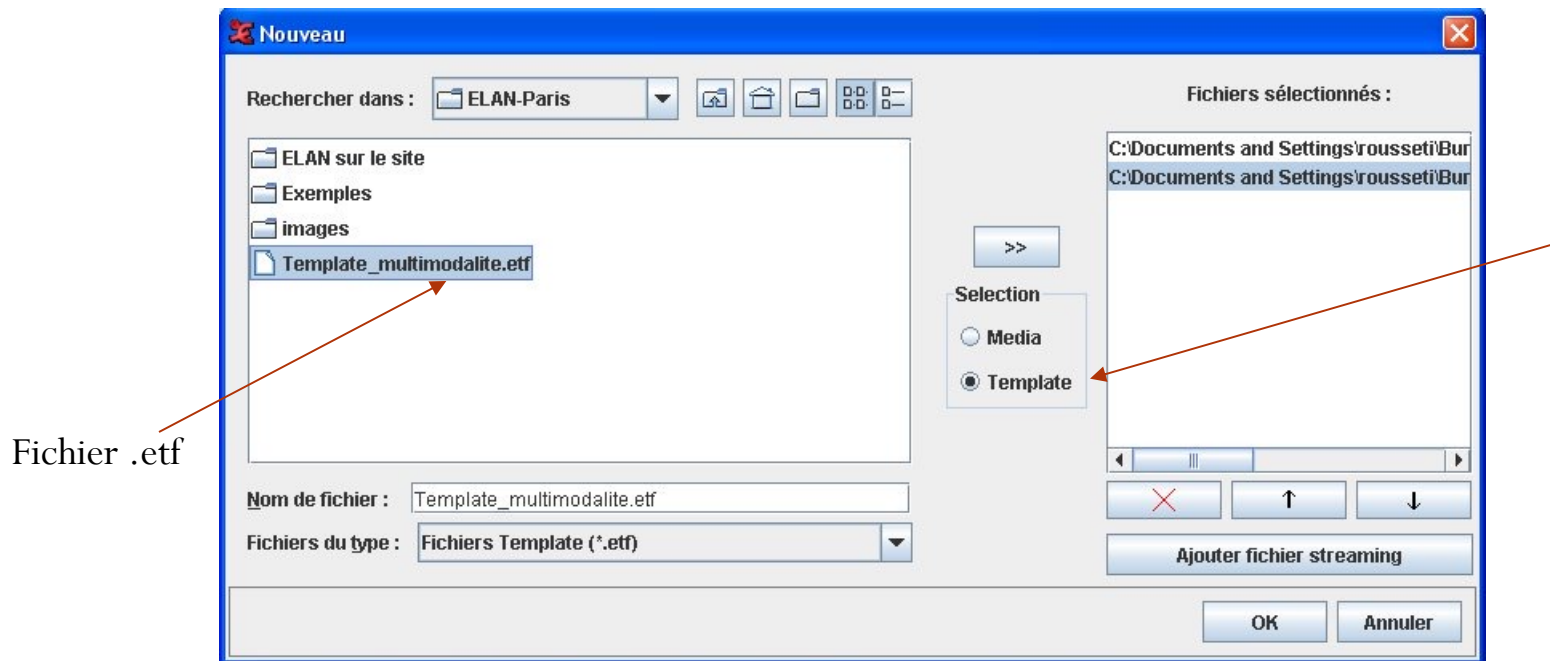 Nouveau
Rechercher dans :
ELAN-Paris
Fichiers sélectionnés :
ELAN sur le site
Exemples
images
Template_multimodalite.etf
C:\Documents and Settings\rousseti\Bur
C:\Documents and Settings\rousseti\Bur
>>
Selection
Media
Template
Fichier .etf
Nom de fichier :
Template_multimodalite.etf
Fichiers du type :
Fichiers Template (*.etf)
Ajouter fichier streaming
OK
Annuler